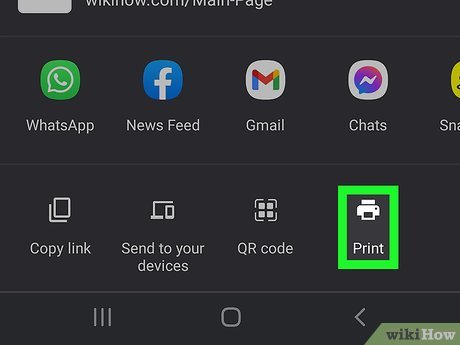 wikihow.com/Main-Page
WhatsApp
News Feed
Gmail
Chats
Sna
Copy link
Send to your
devices
QR code
Print
wikiHow